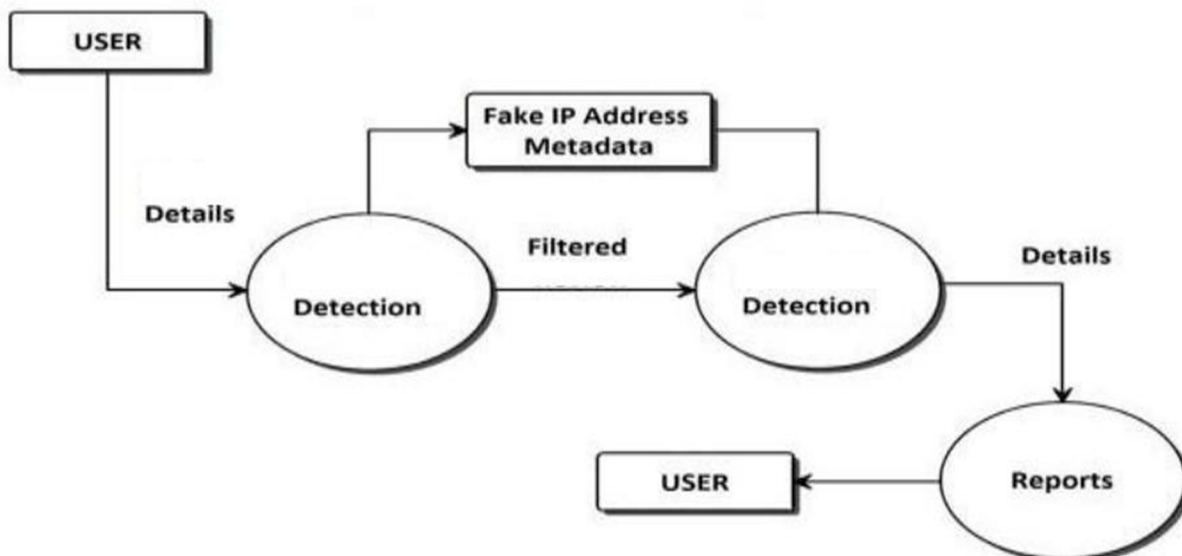 USER
Fake IP Address
Metadata
Details
Filtered
Details
Detection
Detection
USER
Reports